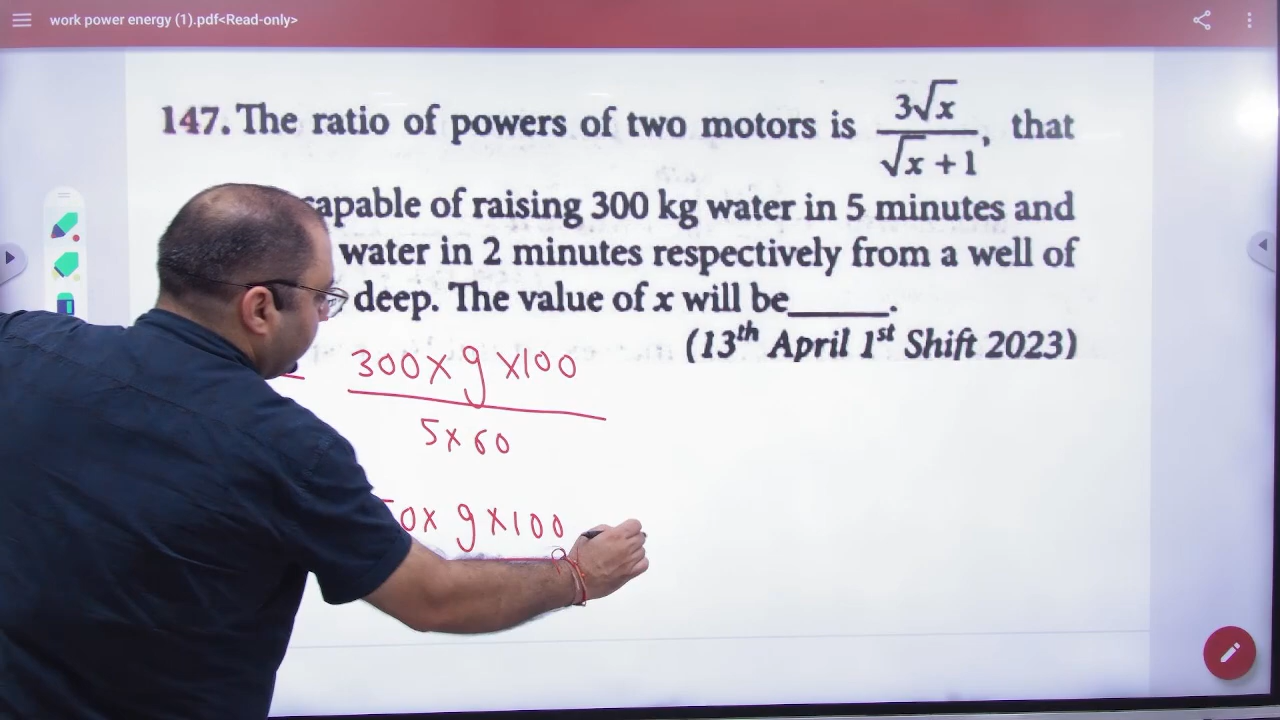 work power energy (1).pdf<Read-only>
147. The ratio of powers of two motors is 3√x / √x + 1, that
capable of raising 300 kg water in 5 minutes and
water in 2 minutes respectively from a well of
deep. The value of x will be______.
(13th April 1st Shift 2023)
300 x g x 100
5 x 60
0 x g x 100